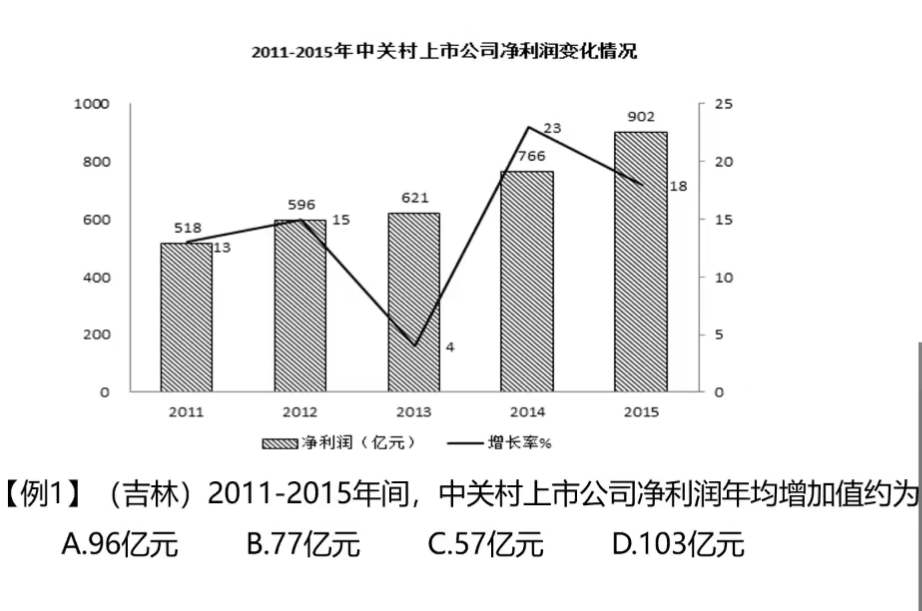 2011-2015年中关村上市公司净利润变化情况
1000 25
902
800 23 20
766
18
621
600 596 15
518 15
13
400 10
200 5
4
0 0
2011 2012 2013 2014 2015
净利润（亿元） 增长率%
【例1】（吉林）2011-2015年间，中关村上市公司净利润年均增加值约为
A.96亿元 B.77亿元 C.57亿元 D.103亿元